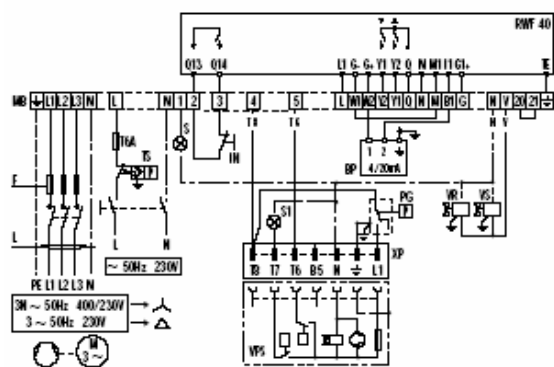 RWF 40
Q13 Q14 L1 G- G+ Y1 Y2 Q N M1 I1 G1+ TE
MB L1 L2 L3 N L N 1 2 3 4 5 L W1 W2 Y2 Y1 Q N M B1 G N V 20 21
T8 T6 N V
S IN
T6A
TS
P
1 2
4/20mA
BP
F
S1 PG
P
VR VS
L
L N
XP
~ 50Hz 230V
T8 T7 T6 B5 N L1
PE L1 L2 L3 N
3N ~ 50Hz 400/230V
3 ~ 50Hz 230V
VPS
M
3 ~